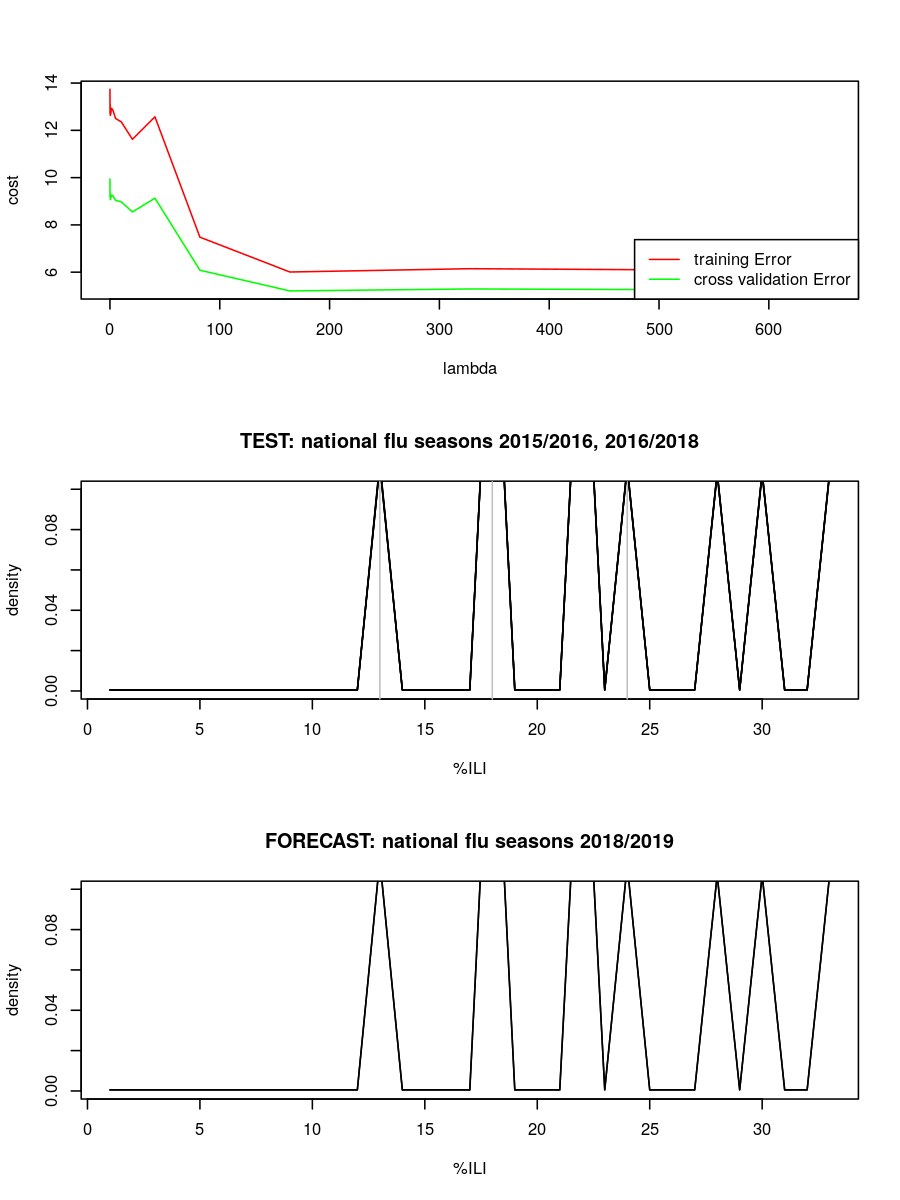 14
12
10
8
6
cost
training Error
cross validation Error
0 100 200 300 400 500 600
lambda
TEST: national flu seasons 2015/2016, 2016/2018
0.08
0.04
0.00
density
0 5 10 15 20 25 30
%ILI
FORECAST: national flu seasons 2018/2019
0.08
0.04
0.00
density
0 5 10 15 20 25 30
%ILI